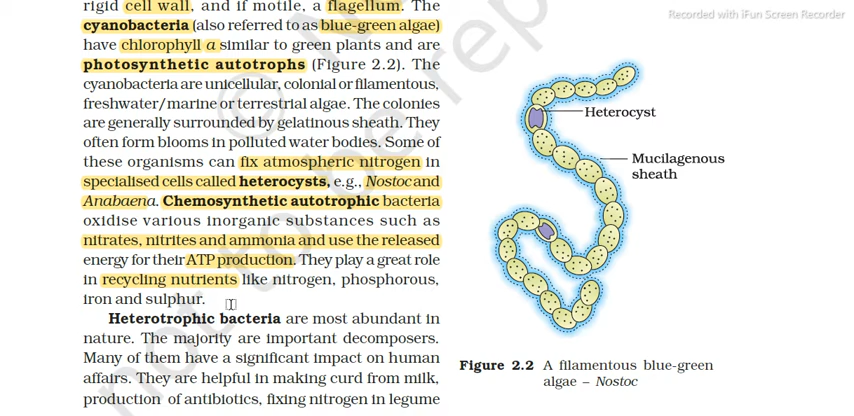 rigid cell wall, and if motile, a flagellum. The
cyanobacteria (also referred to as blue-green algae)
have chlorophyll a similar to green plants and are
photosynthetic autotrophs (Figure 2.2). The
cyanobacteria are unicellular, colonial or filamentous,
freshwater/marine or terrestrial algae. The colonies
are generally surrounded by gelatinous sheath. They
often form blooms in polluted water bodies. Some of
these organisms can fix atmospheric nitrogen in
specialised cells called heterocysts, e.g., Nostoc and
Anabaena. Chemosynthetic autotrophic bacteria
oxidise various inorganic substances such as
nitrates, nitrites and ammonia and use the released
energy for their ATP production. They play a great role
in recycling nutrients like nitrogen, phosphorous,
iron and sulphur.
Heterotrophic bacteria are most abundant in
nature. The majority are important decomposers.
Many of them have a significant impact on human
affairs. They are helpful in making curd from milk,
production of antibiotics, fixing nitrogen in legume
Recorded with iFun Screen Recorder
Heterocyst
Mucilagenous
sheath
Figure 2.2 A filamentous blue-green
algae – Nostoc
not to be rep
©